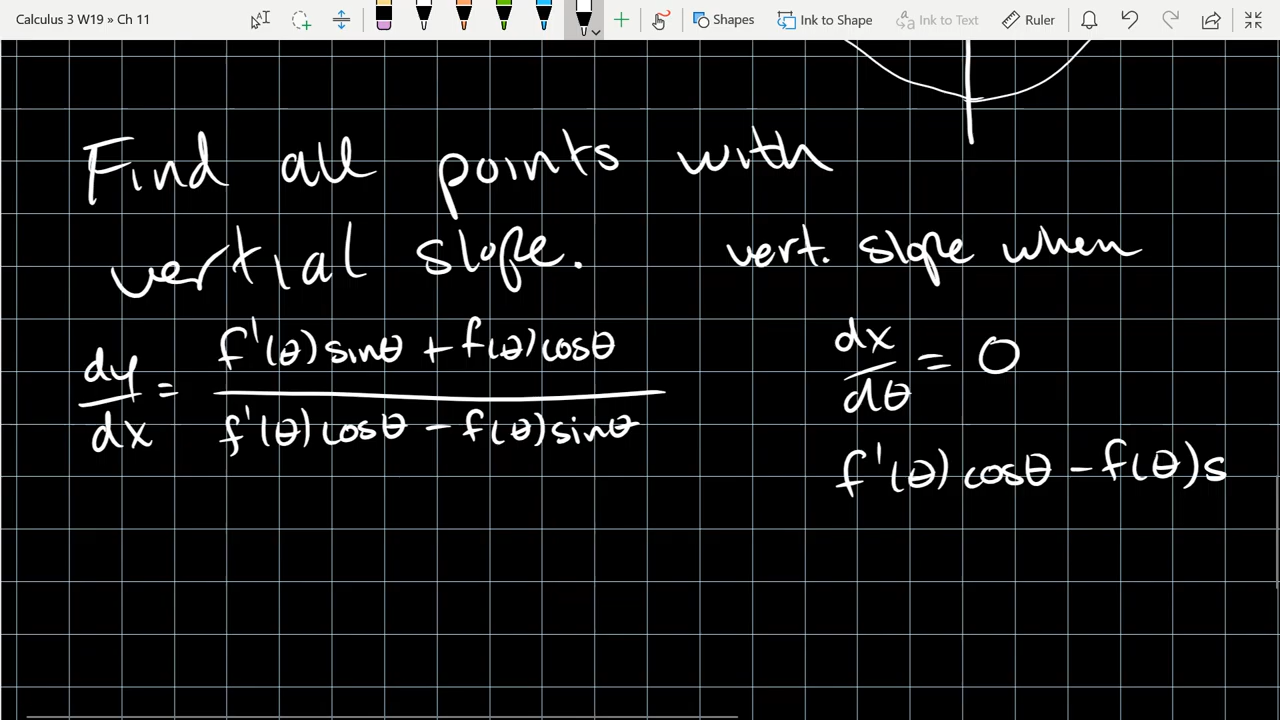 Calculus 3 W19 » Ch 11
Shapes Ink to Shape Ink to Text Ruler
Find all points with
vertial slope.
vert. slope when
dy/dx = f'(θ)sinθ + f(θ)cosθ / f'(θ)cosθ - f(θ)sinθ
dx/dθ = 0
f'(θ)cosθ - f(θ)s